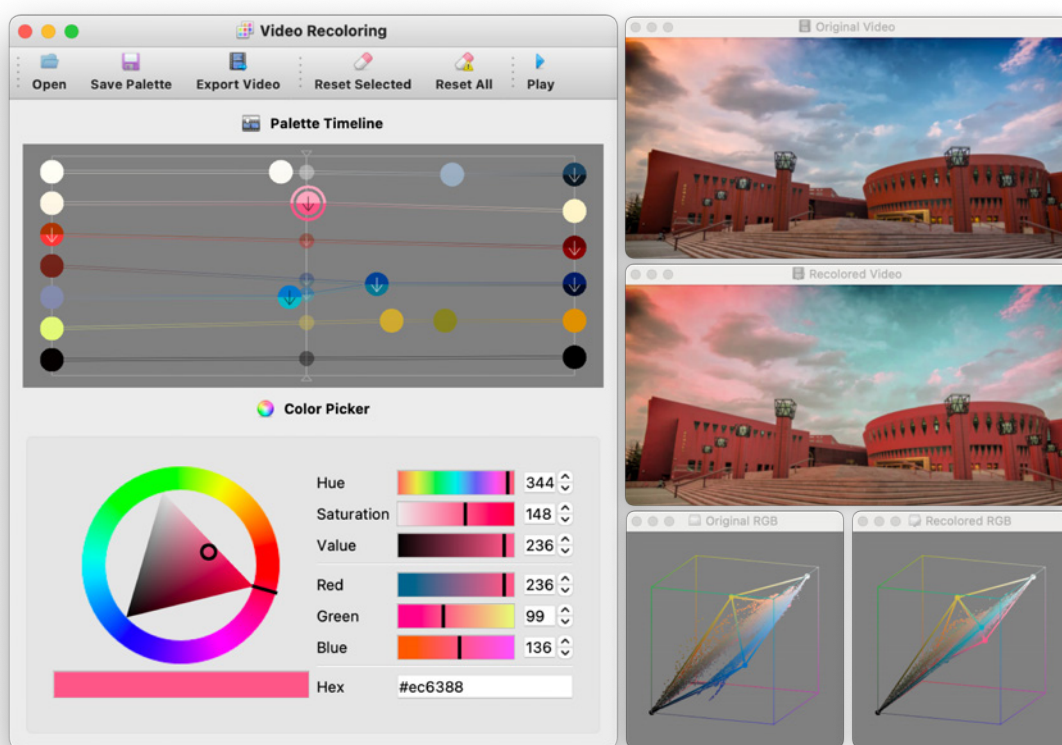 Video Recoloring
Open Save Palette Export Video Reset Selected Reset All Play
Palette Timeline
Color Picker
Hue 344
Saturation 148
Value 236
Red 236
Green 99
Blue 136
Hex #ec6388
Original Video
Recolored Video
Original RGB
Recolored RGB